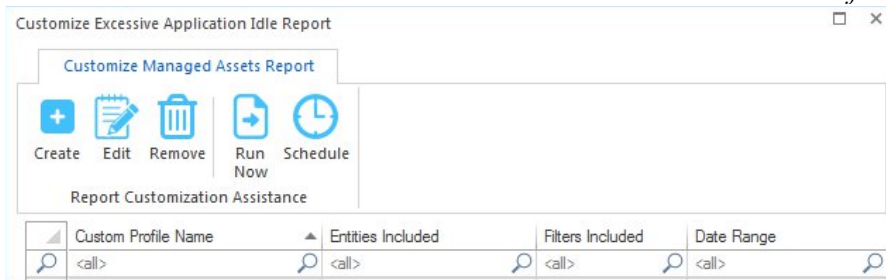 Customize Excessive Application Idle Report
Customize Managed Assets Report
Create Edit Remove Run Now Schedule
Report Customization Assistance
Custom Profile Name Entities Included Filters Included Date Range
<all> <all> <all> <all>